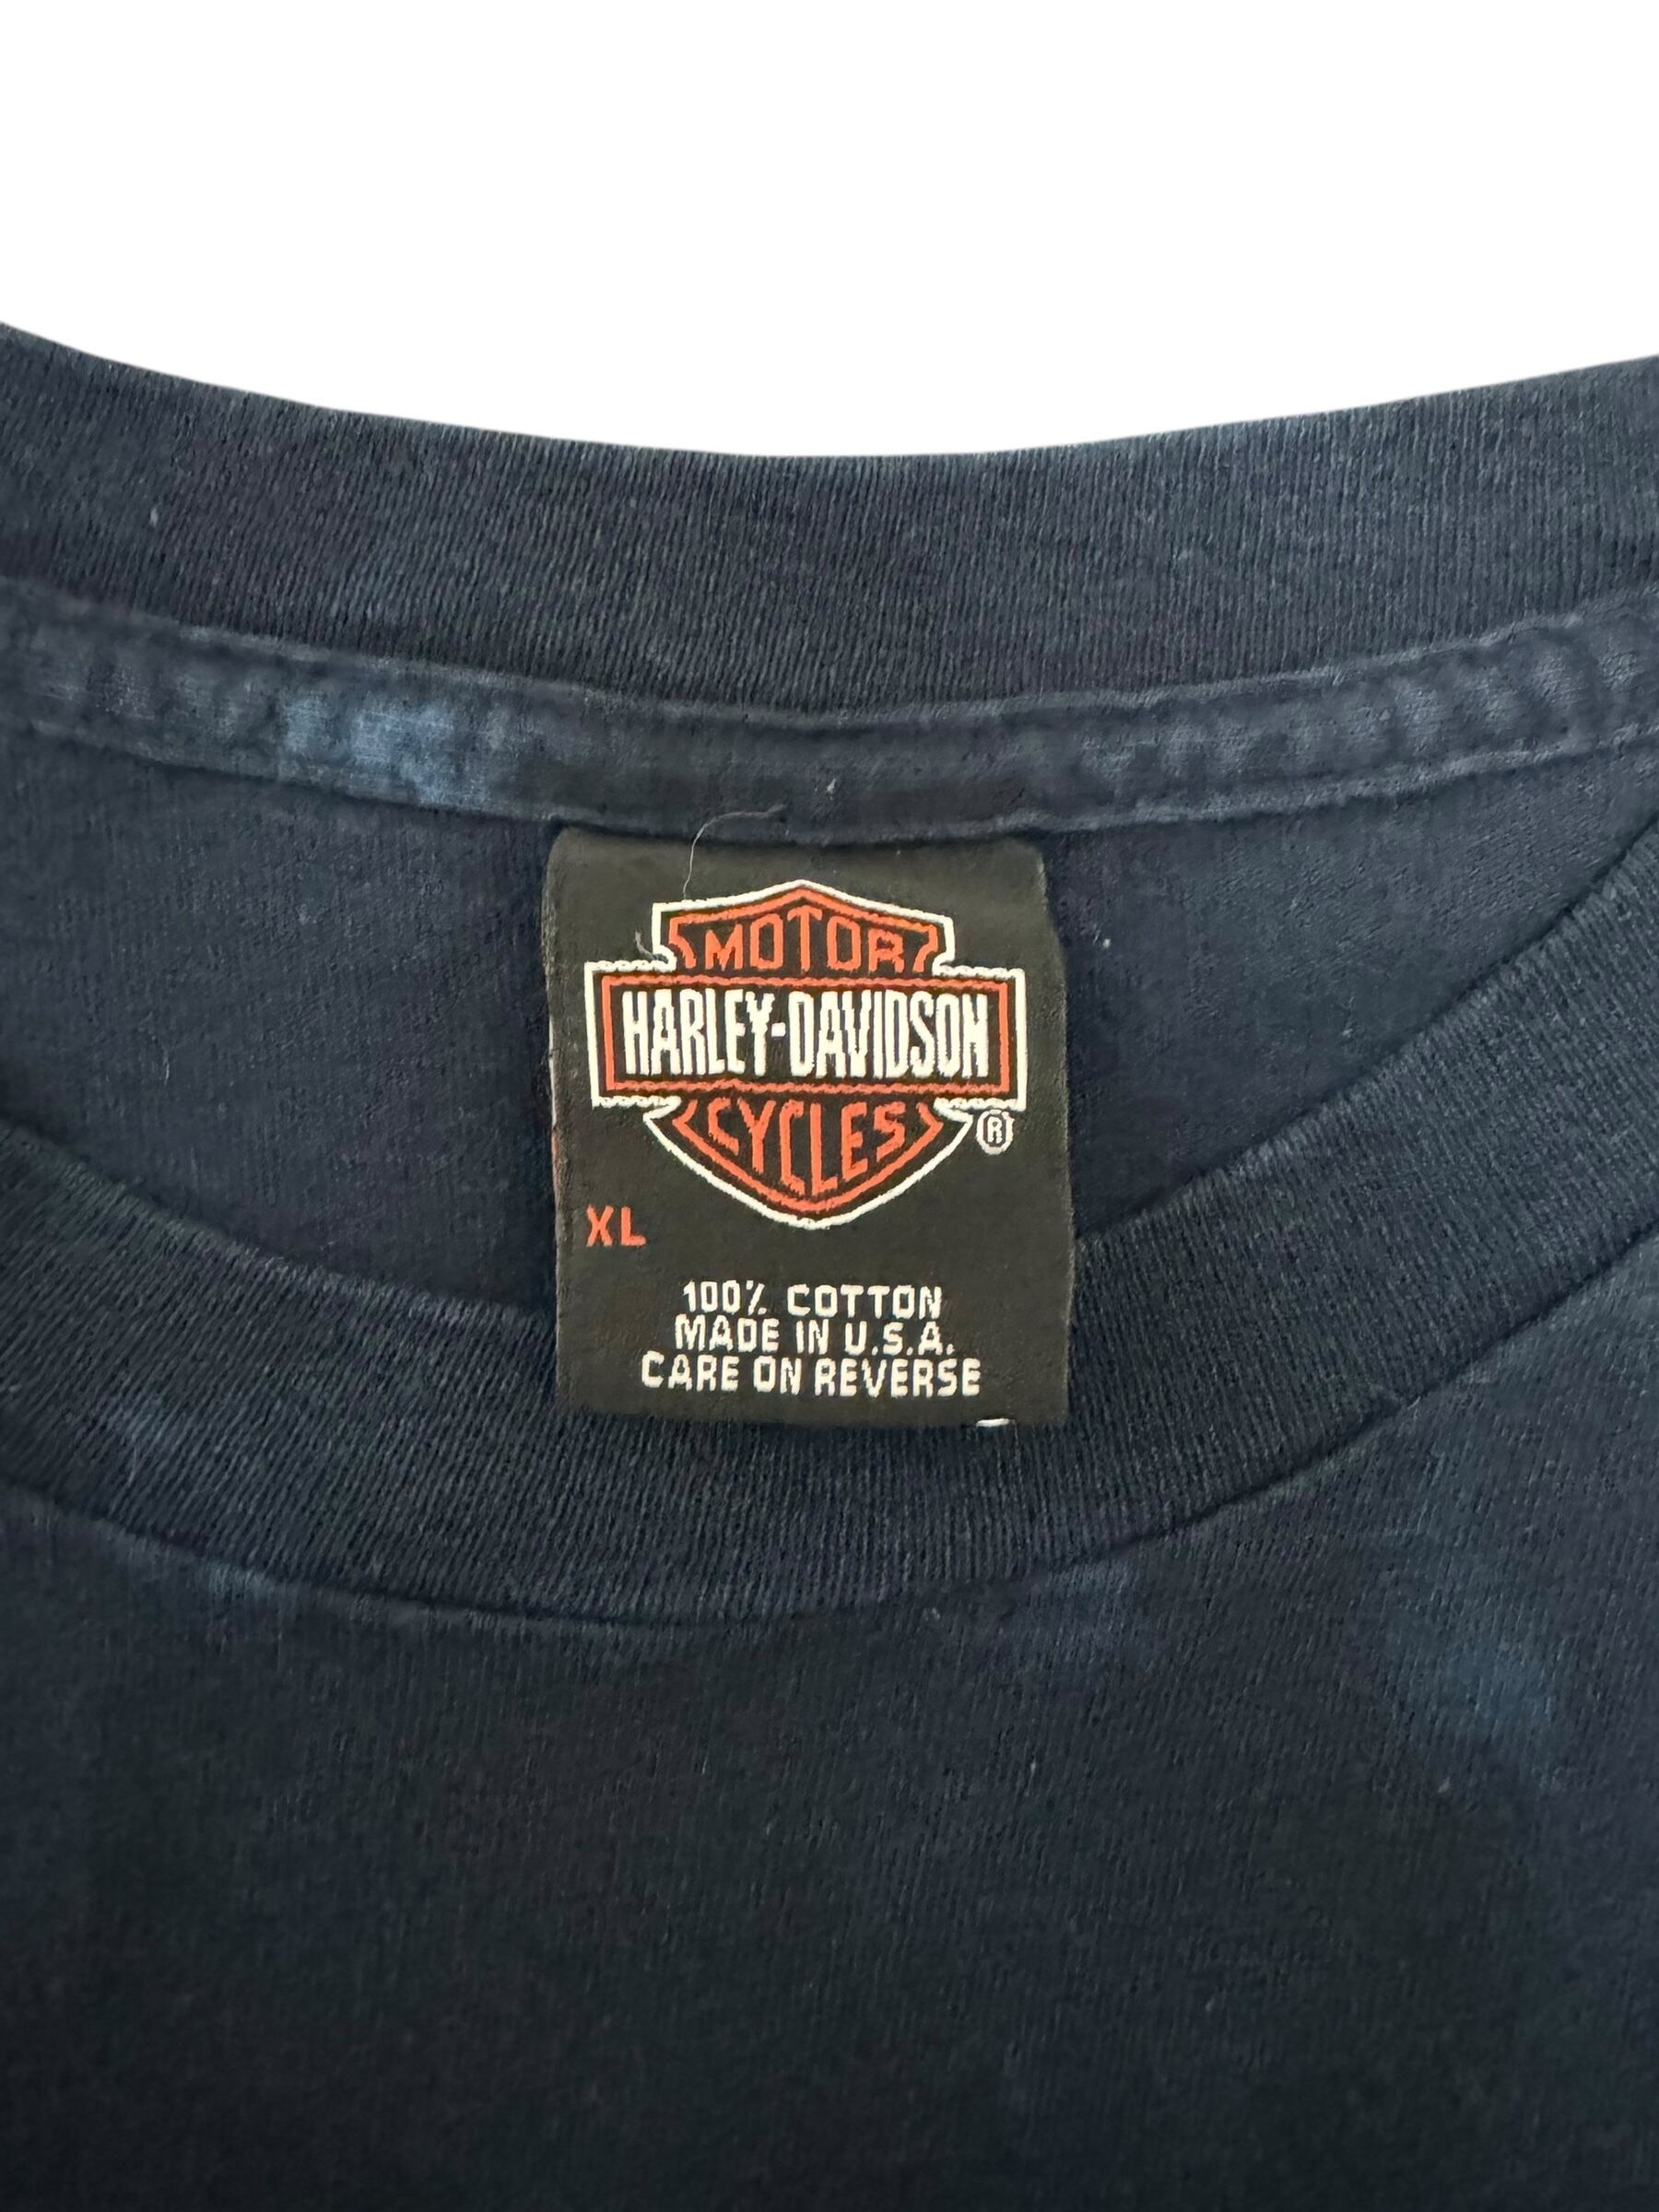 MOTOR
HARLEY-DAVIDSON
CYCLES
®
XL
100% COTTON
MADE IN U.S.A.
CARE ON REVERSE